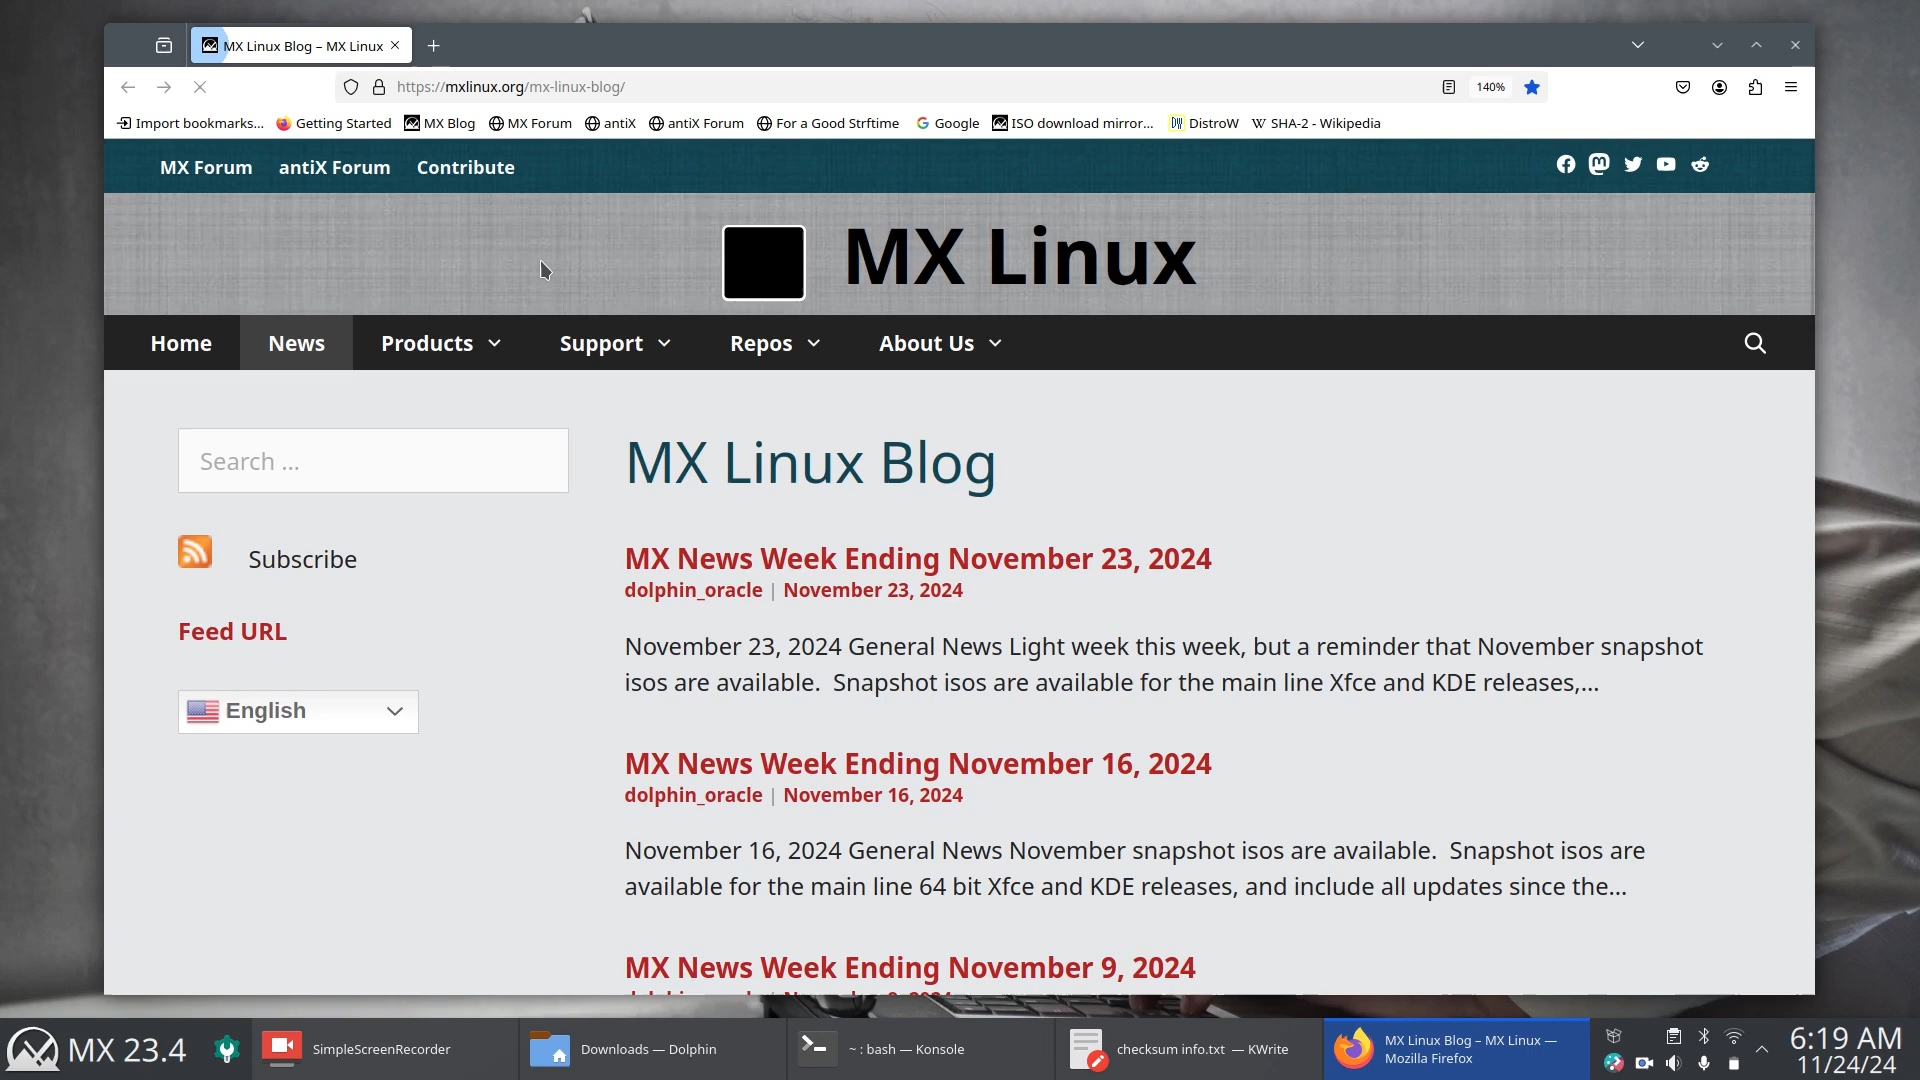 MX Linux Blog – MX Linux
https://mxlinux.org/mx-linux-blog/
140%
Import bookmarks...
Getting Started
MX Blog
MX Forum
antiX
antiX Forum
For a Good Strftime
Google
ISO download mirror...
DistroW
SHA-2 - Wikipedia
MX Forum
antiX Forum
Contribute
MX Linux
Home
News
Products
Support
Repos
About Us
Search ...
Subscribe
Feed URL
English
MX Linux Blog
MX News Week Ending November 23, 2024
dolphin_oracle | November 23, 2024
November 23, 2024 General News Light week this week, but a reminder that November snapshot
isos are available.  Snapshot isos are available for the main line Xfce and KDE releases,...
MX News Week Ending November 16, 2024
dolphin_oracle | November 16, 2024
November 16, 2024 General News November snapshot isos are available.  Snapshot isos are
available for the main line 64 bit Xfce and KDE releases, and include all updates since the...
MX News Week Ending November 9, 2024
MX 23.4
SimpleScreenRecorder
Downloads — Dolphin
~ : bash — Konsole
checksum info.txt — KWrite
MX Linux Blog – MX Linux —
Mozilla Firefox
6:19 AM
11/24/24